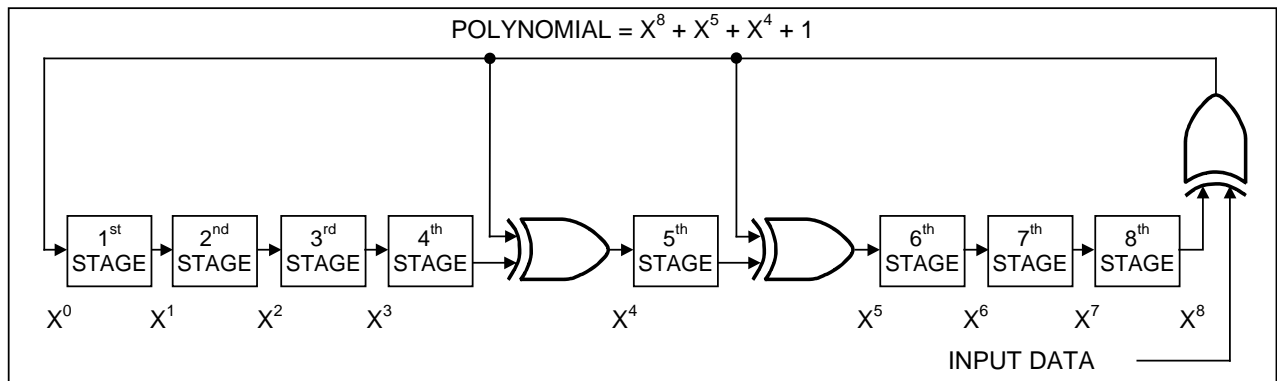 POLYNOMIAL = X⁸ + X⁵ + X⁴ + 1
1ˢᵗ STAGE
2ⁿᵈ STAGE
3ʳᵈ STAGE
4ᵗʰ STAGE
5ᵗʰ STAGE
6ᵗʰ STAGE
7ᵗʰ STAGE
8ᵗʰ STAGE
X⁰ X¹ X² X³ X⁴ X⁵ X⁶ X⁷ X⁸
INPUT DATA